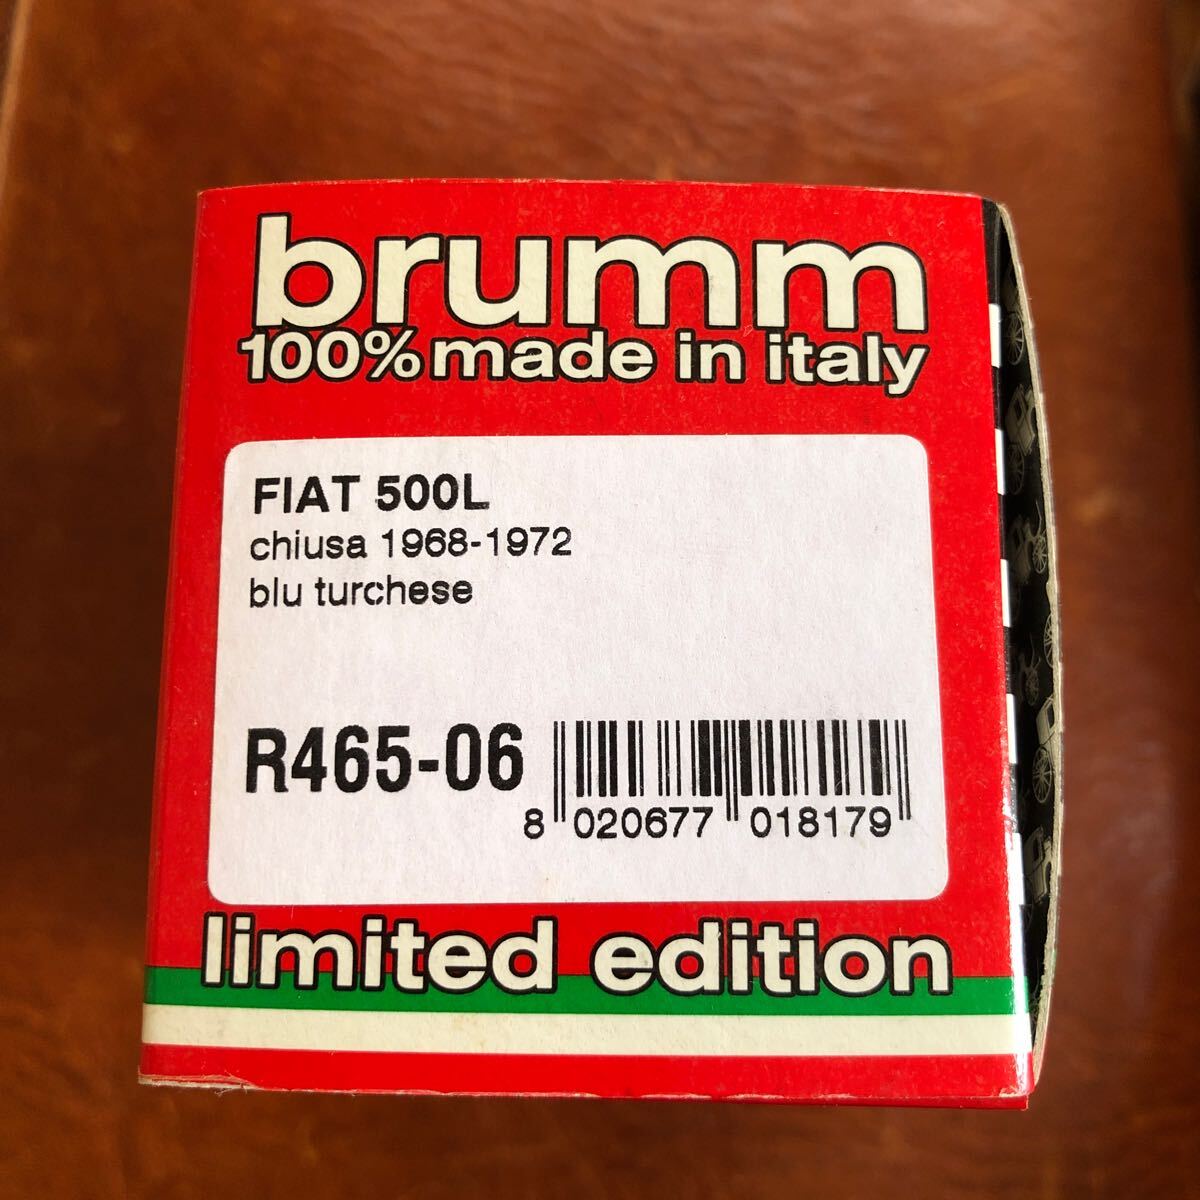 brumm
100% made in italy
FIAT 500L
chiusa 1968-1972
blu turchese
R465-06
8 020677 018179
limited edition